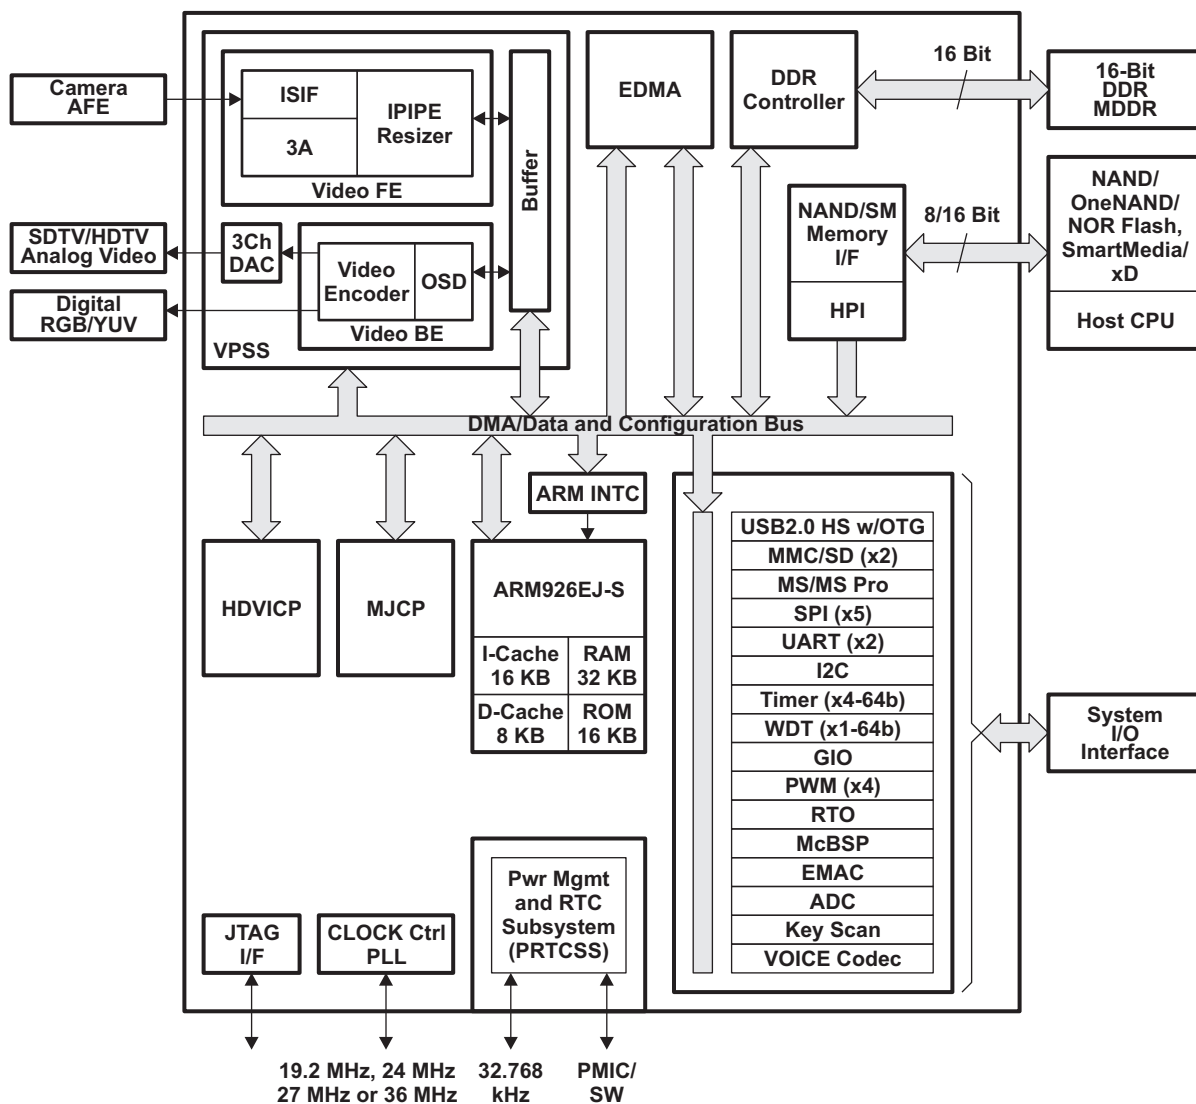 Camera
AFE
ISIF
3A
IPIPE
Resizer
Video FE
Buffer
EDMA
DDR
Controller
16 Bit
16-Bit
DDR
MDDR
SDTV/HDTV
Analog Video
3Ch
DAC
Video
Encoder
OSD
Video BE
Digital
RGB/YUV
VPSS
NAND/SM
Memory
I/F
HPI
8/16 Bit
NAND/
OneNAND/
NOR Flash,
SmartMedia/
xD
Host CPU
DMA/Data and Configuration Bus
HDVICP
MJCP
ARM INTC
ARM926EJ-S
I-Cache
16 KB
RAM
32 KB
D-Cache
8 KB
ROM
16 KB
USB2.0 HS w/OTG
MMC/SD (x2)
MS/MS Pro
SPI (x5)
UART (x2)
I2C
Timer (x4-64b)
WDT (x1-64b)
GIO
PWM (x4)
RTO
McBSP
EMAC
ADC
Key Scan
VOICE Codec
System
I/O
Interface
JTAG
I/F
CLOCK Ctrl
PLL
Pwr Mgmt
and RTC
Subsystem
(PRTCSS)
19.2 MHz, 24 MHz
27 MHz or 36 MHz
32.768
kHz
PMIC/
SW